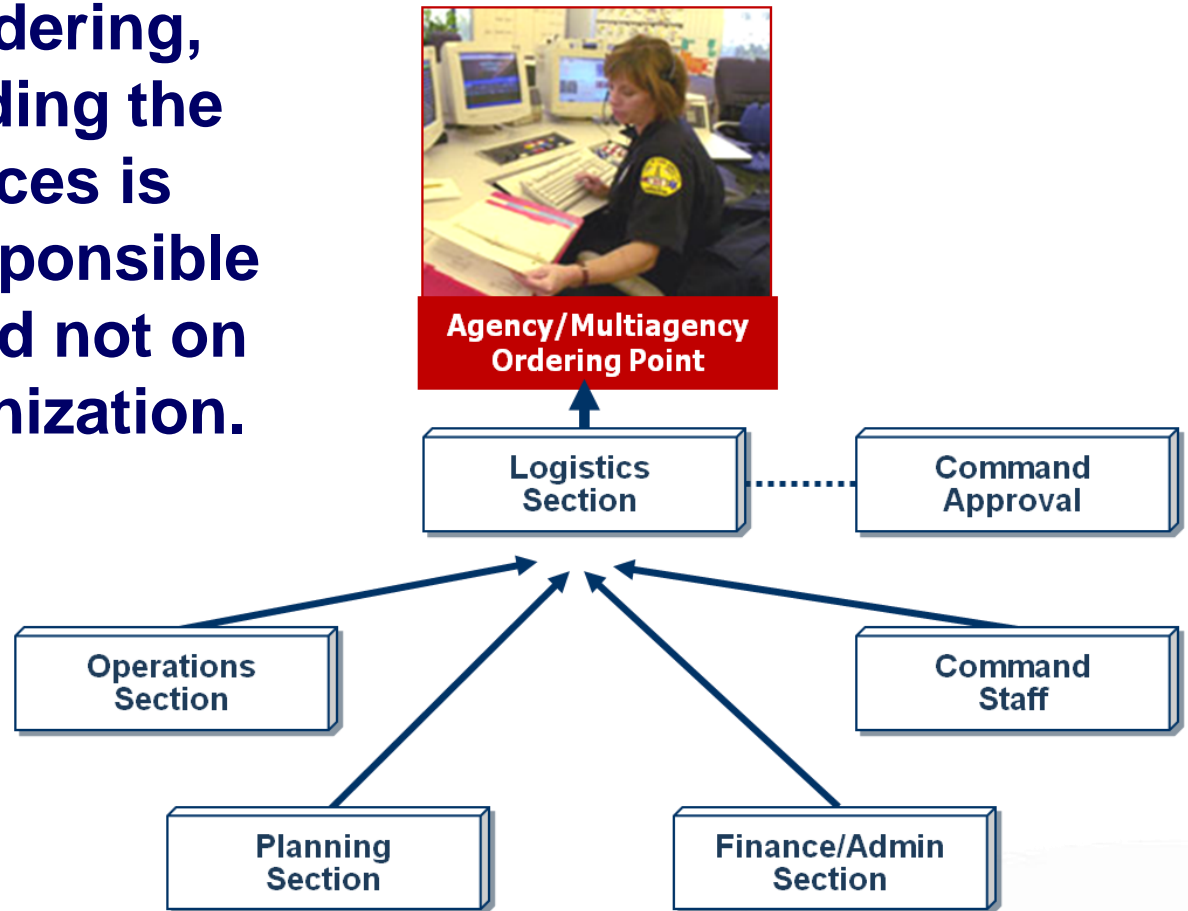 dering,
ding the
ces is
ponsible
d not on
nization.
Agency/Multiagency
Ordering Point
Logistics
Section
Command
Approval
Operations
Section
Command
Staff
Planning
Section
Finance/Admin
Section